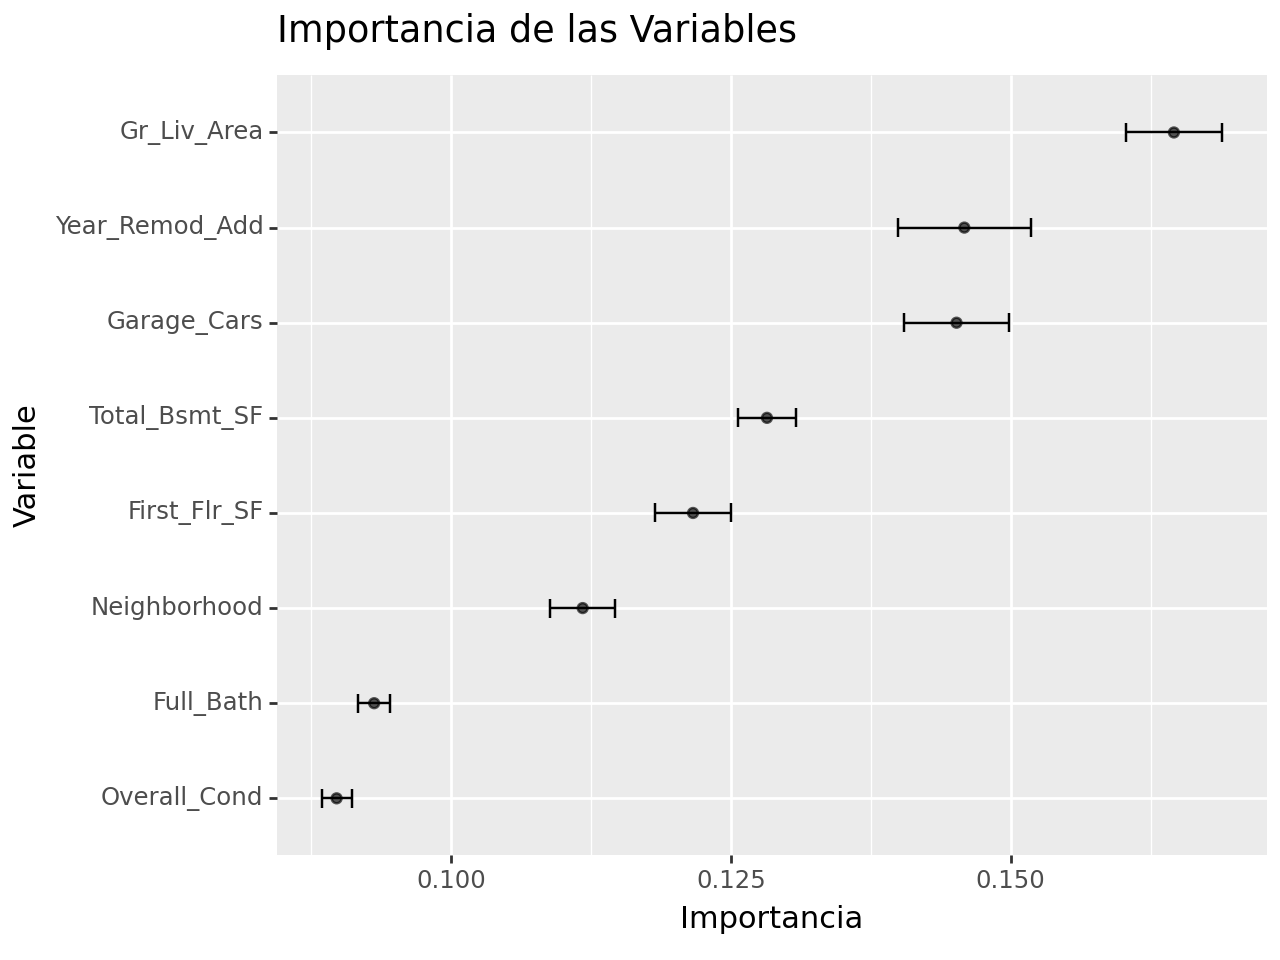 Importancia de las Variables
Gr_Liv_Area
Year_Remod_Add
Garage_Cars
Total_Bsmt_SF
First_Flr_SF
Neighborhood
Full_Bath
Overall_Cond
Variable
0.100 0.125 0.150
Importancia